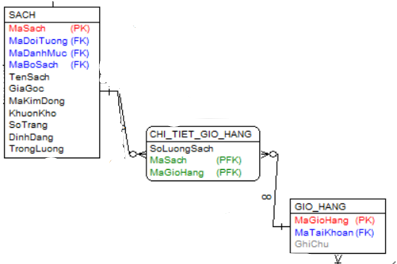 SACH
MaSach (PK)
MaDoiTuong (FK)
MaDanhMuc (FK)
MaBoSach (FK)
TenSach
GiaGoc
MaKimDong
KhuonKho
SoTrang
DinhDang
TrongLuong
CHI_TIET_GIO_HANG
SoLuongSach
MaSach (PFK)
MaGioHang (PFK)
∞
GIO_HANG
MaGioHang (PK)
MaTaiKhoan (FK)
GhiChu